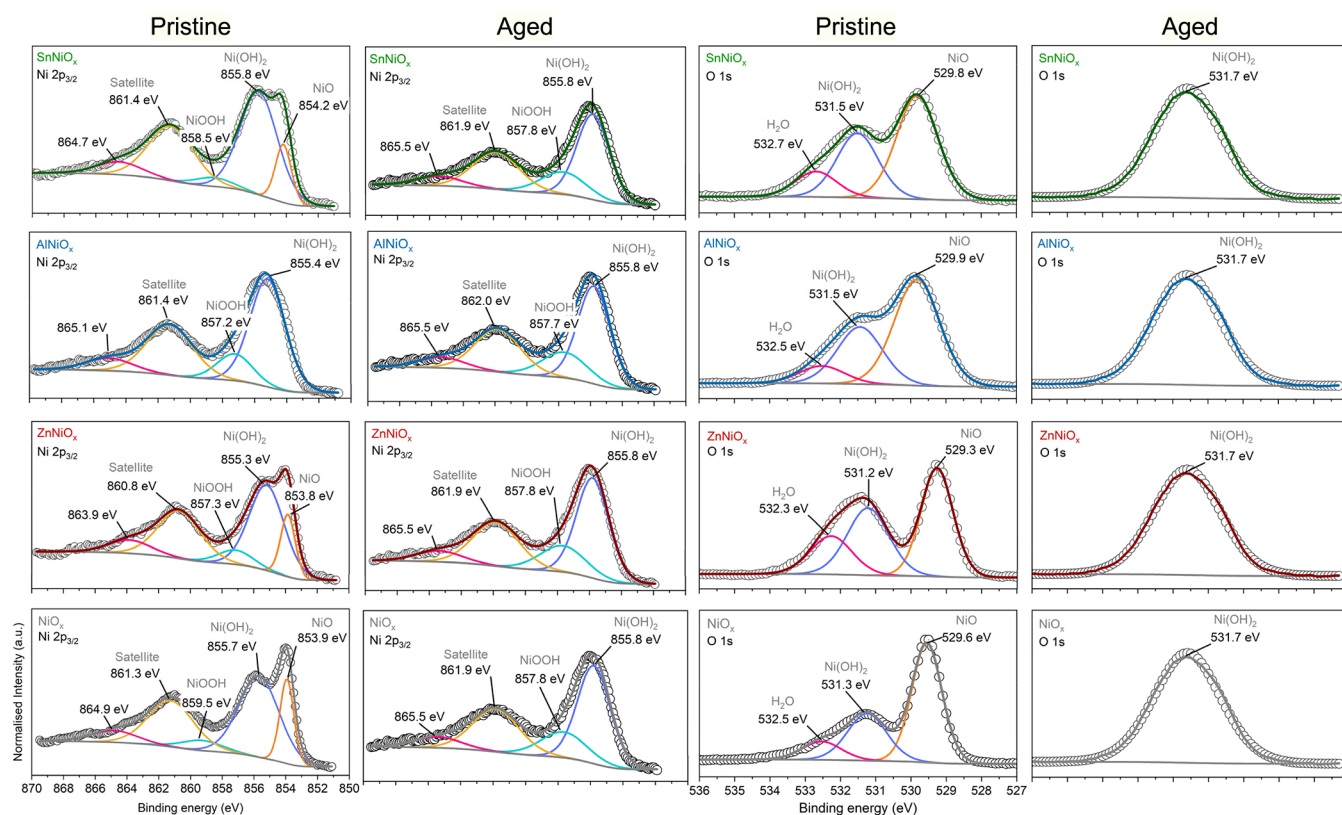 Pristine
Aged
Pristine
Aged
SnNiOₓ
Ni 2p₃/₂
Satellite
861.4 eV
864.7 eV
NiOOH
858.5 eV
Ni(OH)₂
855.8 eV
NiO
854.2 eV
SnNiOₓ
Ni 2p₃/₂
Satellite
861.9 eV
865.5 eV
NiOOH
857.8 eV
Ni(OH)₂
855.8 eV
SnNiOₓ
O 1s
H₂O
532.7 eV
Ni(OH)₂
531.5 eV
NiO
529.8 eV
SnNiOₓ
O 1s
Ni(OH)₂
531.7 eV
AlNiOₓ
Ni 2p₃/₂
Satellite
861.4 eV
865.1 eV
NiOOH
857.2 eV
Ni(OH)₂
855.4 eV
AlNiOₓ
Ni 2p₃/₂
Satellite
862.0 eV
865.5 eV
NiOOH
857.7 eV
Ni(OH)₂
855.8 eV
AlNiOₓ
O 1s
H₂O
532.5 eV
Ni(OH)₂
531.5 eV
NiO
529.9 eV
AlNiOₓ
O 1s
Ni(OH)₂
531.7 eV
ZnNiOₓ
Ni 2p₃/₂
Satellite
860.8 eV
863.9 eV
NiOOH
857.3 eV
Ni(OH)₂
855.3 eV
NiO
853.8 eV
ZnNiOₓ
Ni 2p₃/₂
Satellite
861.9 eV
865.5 eV
NiOOH
857.8 eV
Ni(OH)₂
855.8 eV
ZnNiOₓ
O 1s
H₂O
532.3 eV
Ni(OH)₂
531.2 eV
NiO
529.3 eV
ZnNiOₓ
O 1s
Ni(OH)₂
531.7 eV
NiOₓ
Ni 2p₃/₂
Satellite
861.3 eV
864.9 eV
NiOOH
859.5 eV
Ni(OH)₂
855.7 eV
NiO
853.9 eV
NiOₓ
Ni 2p₃/₂
Satellite
861.9 eV
865.5 eV
NiOOH
857.8 eV
Ni(OH)₂
855.8 eV
NiOₓ
O 1s
H₂O
532.5 eV
Ni(OH)₂
531.3 eV
NiO
529.6 eV
NiOₓ
O 1s
Ni(OH)₂
531.7 eV
Normalised Intensity (a.u.)
870 868 866 864 862 860 858 856 854 852 850
Binding energy (eV)
536 535 534 533 532 531 530 529 528 527
Binding energy (eV)